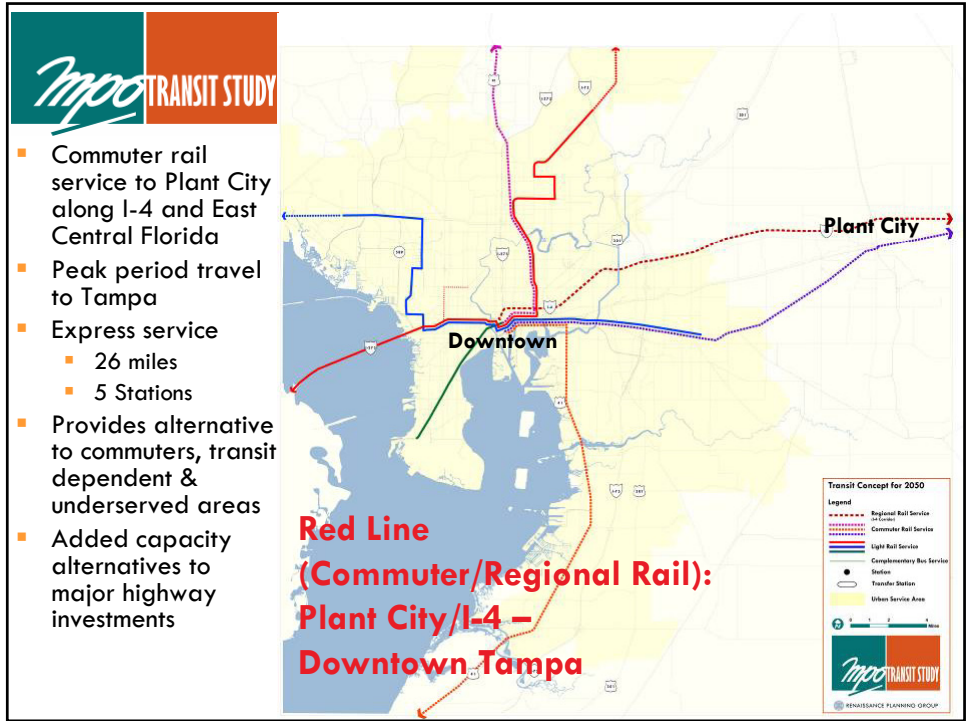 mpo TRANSIT STUDY
Commuter rail
service to Plant City
along I-4 and East
Central Florida
Peak period travel
to Tampa
Express service
26 miles
5 Stations
Provides alternative
to commuters, transit
dependent &
underserved areas
Added capacity
alternatives to
major highway
investments
Plant City
Downtown
Red Line
(Commuter/Regional Rail):
Plant City/I-4 –
Downtown Tampa
Transit Concept for 2050
Legend
Regional Rail Service
(I-4 Corridor)
Commuter Rail Service
Light Rail Service
Complementary Bus Service
Station
Transfer Station
Urban Service Area
Miles
mpo TRANSIT STUDY
RENAISSANCE PLANNING GROUP